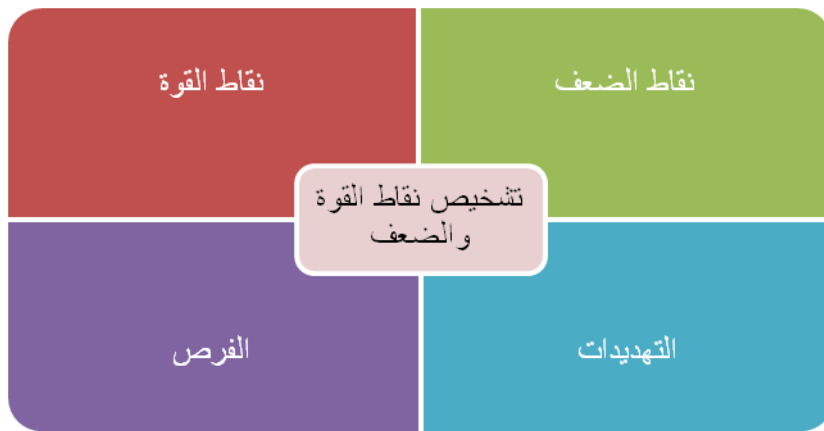 نقاط الضعف
نقاط القوة
تشخيص نقاط القوة
والضعف
التهديدات
الفرص